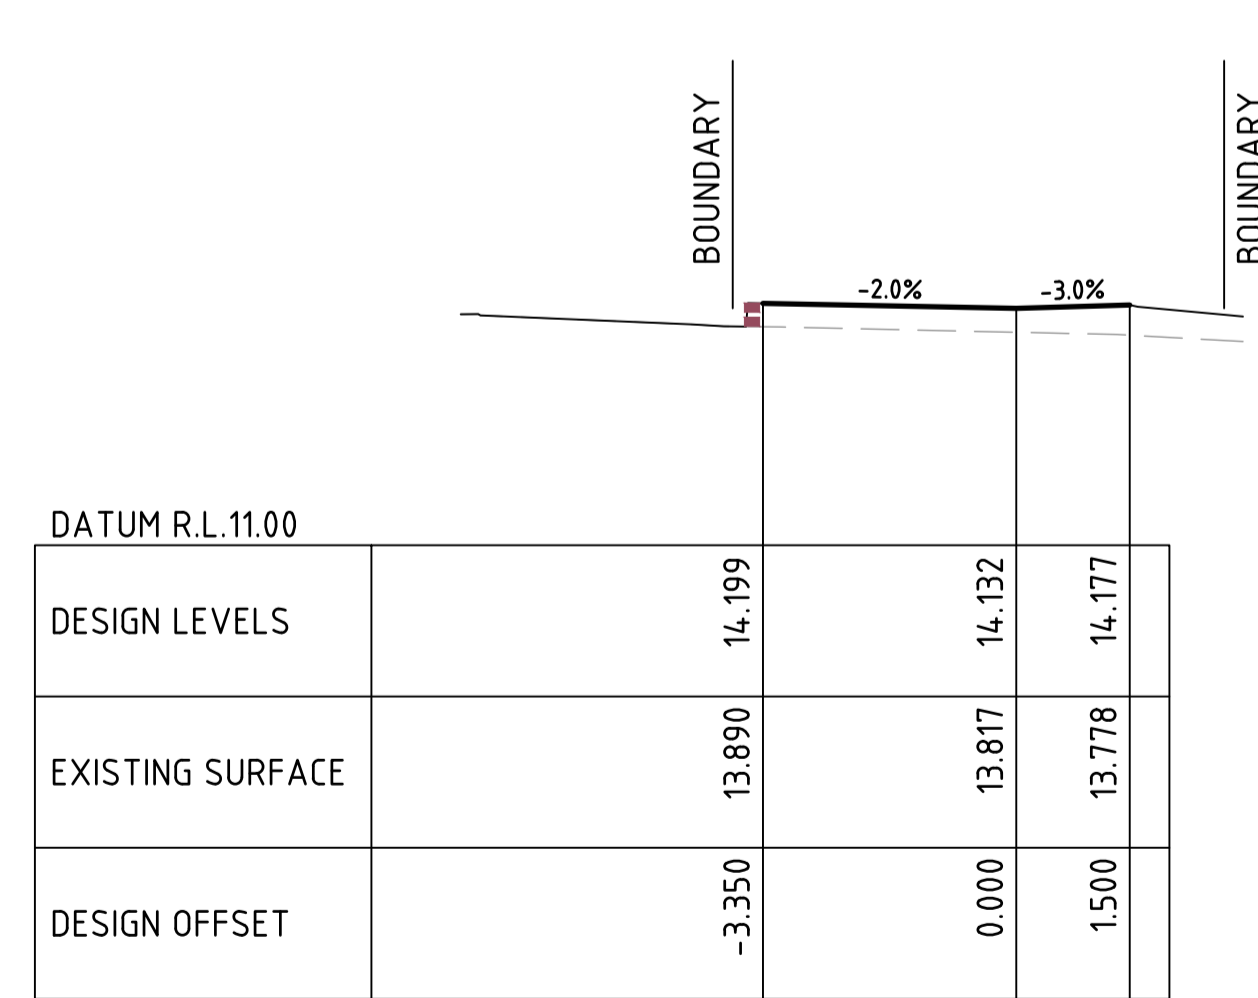 BOUNDARY
BOUNDARY
-2.0%
-3.0%
DATUM R.L.11.00
DESIGN LEVELS 14.199 14.132 14.177
EXISTING SURFACE 13.890 13.817 13.778
DESIGN OFFSET -3.350 0.000 1.500